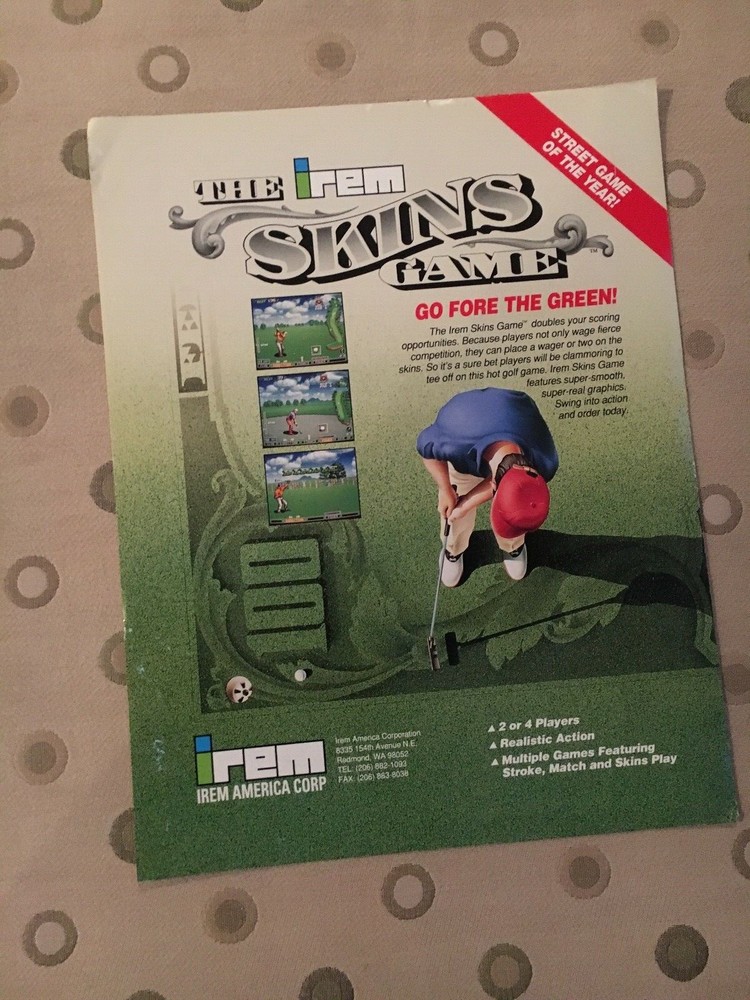 STREET GAME
OF THE YEAR!
THE irem
SKINS
GAME™
GO FORE THE GREEN!
The Irem Skins Game™ doubles your scoring
opportunities. Because players not only wage fierce
competition, they can place a wager or two on the
skins. So it's a sure bet players will be clammoring to
tee off on this hot golf game. Irem Skins Game
features super-smooth,
super-real graphics.
Swing into action
and order today.
100
irem
IREM AMERICA CORP
Irem America Corporation
8335 154th Avenue N.E.
Redmond, WA 98052
TEL: (206) 882-1093
FAX: (206) 883-8038
▲ 2 or 4 Players
▲ Realistic Action
▲ Multiple Games Featuring
Stroke, Match and Skins Play